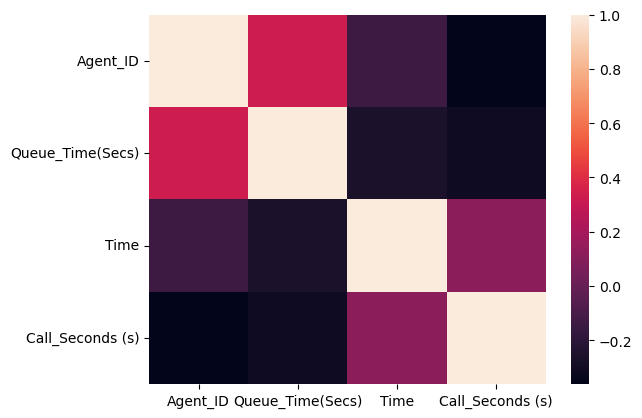 Agent_ID
Queue_Time(Secs)
Time
Call_Seconds (s)
Agent_ID Queue_Time(Secs) Time Call_Seconds (s)
1.0
0.8
0.6
0.4
0.2
0.0
−0.2